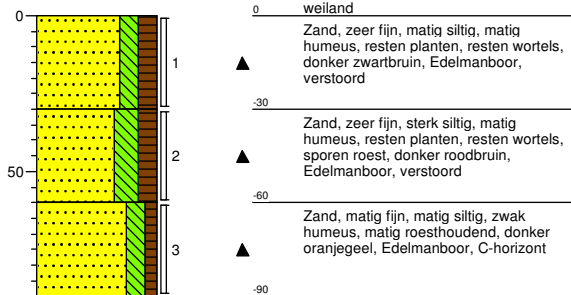 0
50
1
2
3
0
weiland
Zand, zeer fijn, matig siltig, matig
humeus, resten planten, resten wortels,
donker zwartbruin, Edelmanboor,
verstoord
-30
Zand, zeer fijn, sterk siltig, matig
humeus, resten planten, resten wortels,
sporen roest, donker roodbruin,
Edelmanboor, verstoord
-60
Zand, matig fijn, matig siltig, zwak
humeus, matig roesthoudend, donker
oranjegeel, Edelmanboor, C-horizont
-90